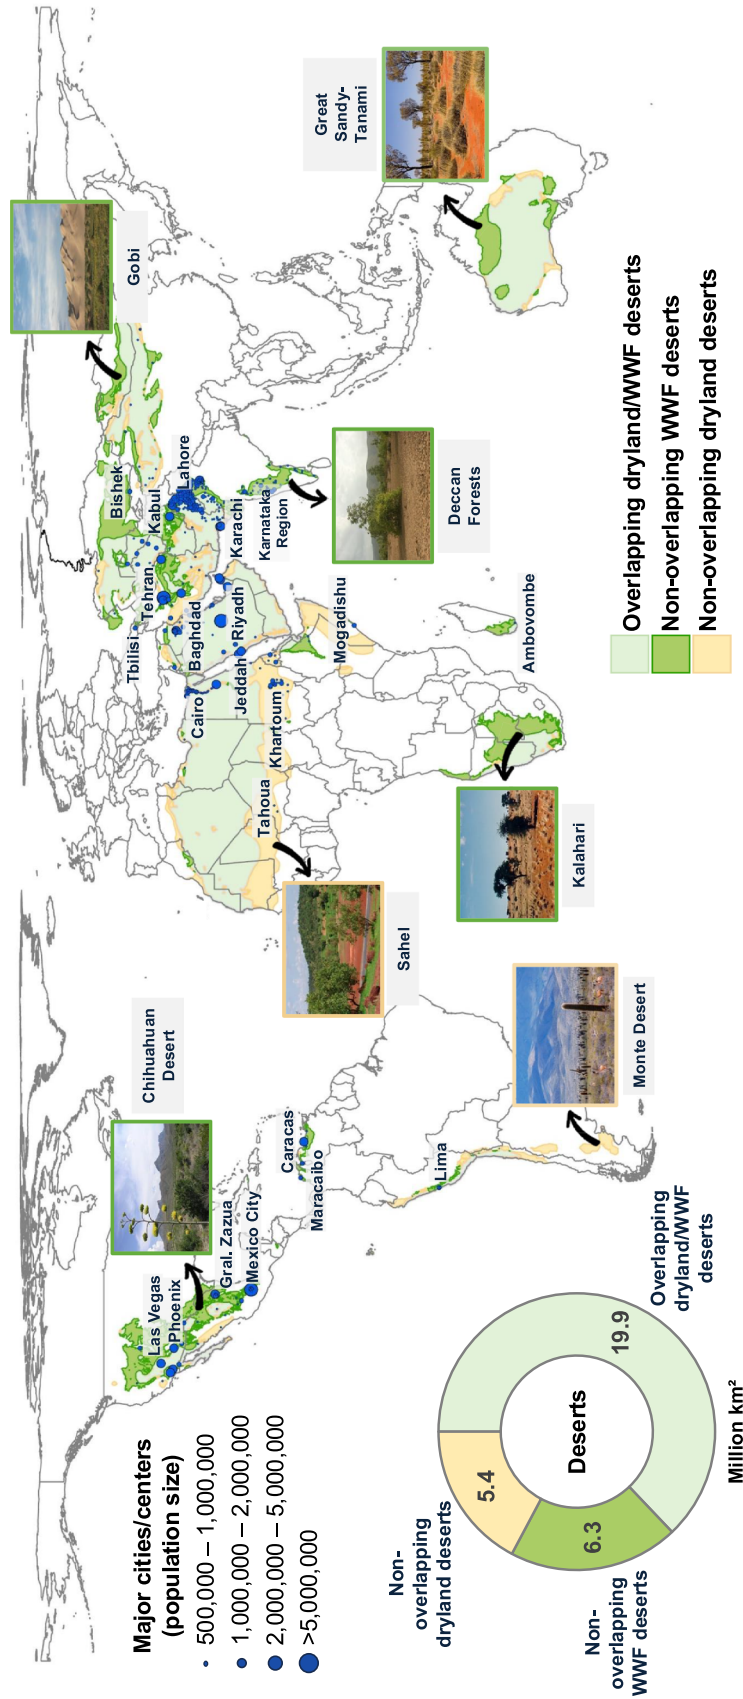 Gobi
Great
Sandy-
Tanami
Chihuahuan
Desert
Las Vegas
Phoenix
Gral. Zazua
Mexico City
Caracas
Maracaibo
Lima
Monte Desert
Sahel
Tahoua
Khartoum
Cairo
Jeddah
Riyadh
Baghdad
Tbilisi
Tehran
Kabul
Bishek
Lahore
Karachi
Karnataka
Region
Deccan
Forests
Mogadishu
Ambovombe
Kalahari
Major cities/centers
(population size)
500,000 – 1,000,000
1,000,000 – 2,000,000
2,000,000 – 5,000,000
>5,000,000
Non-
overlapping
dryland deserts
5.4
Deserts
19.9
6.3
Non-
overlapping
WWF deserts
Overlapping
dryland/WWF
deserts
Million km²
Overlapping dryland/WWF deserts
Non-overlapping WWF deserts
Non-overlapping dryland deserts